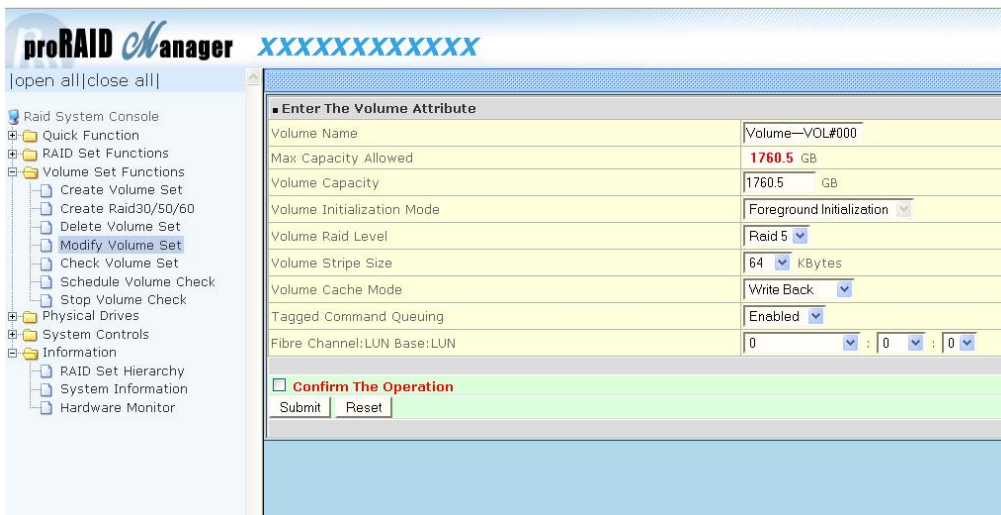 proRAID Manager XXXXXXXXXXXX
|open all|close all|
Raid System Console
Quick Function
RAID Set Functions
Volume Set Functions
Create Volume Set
Create Raid30/50/60
Delete Volume Set
Modify Volume Set
Check Volume Set
Schedule Volume Check
Stop Volume Check
Physical Drives
System Controls
Information
RAID Set Hierarchy
System Information
Hardware Monitor
Enter The Volume Attribute
Volume Name Volume—VOL#000
Max Capacity Allowed 1760.5 GB
Volume Capacity 1760.5 GB
Volume Initialization Mode Foreground Initialization
Volume Raid Level Raid 5
Volume Stripe Size 64 KBytes
Volume Cache Mode Write Back
Tagged Command Queuing Enabled
Fibre Channel:LUN Base:LUN 0 : 0 : 0
Confirm The Operation
Submit Reset